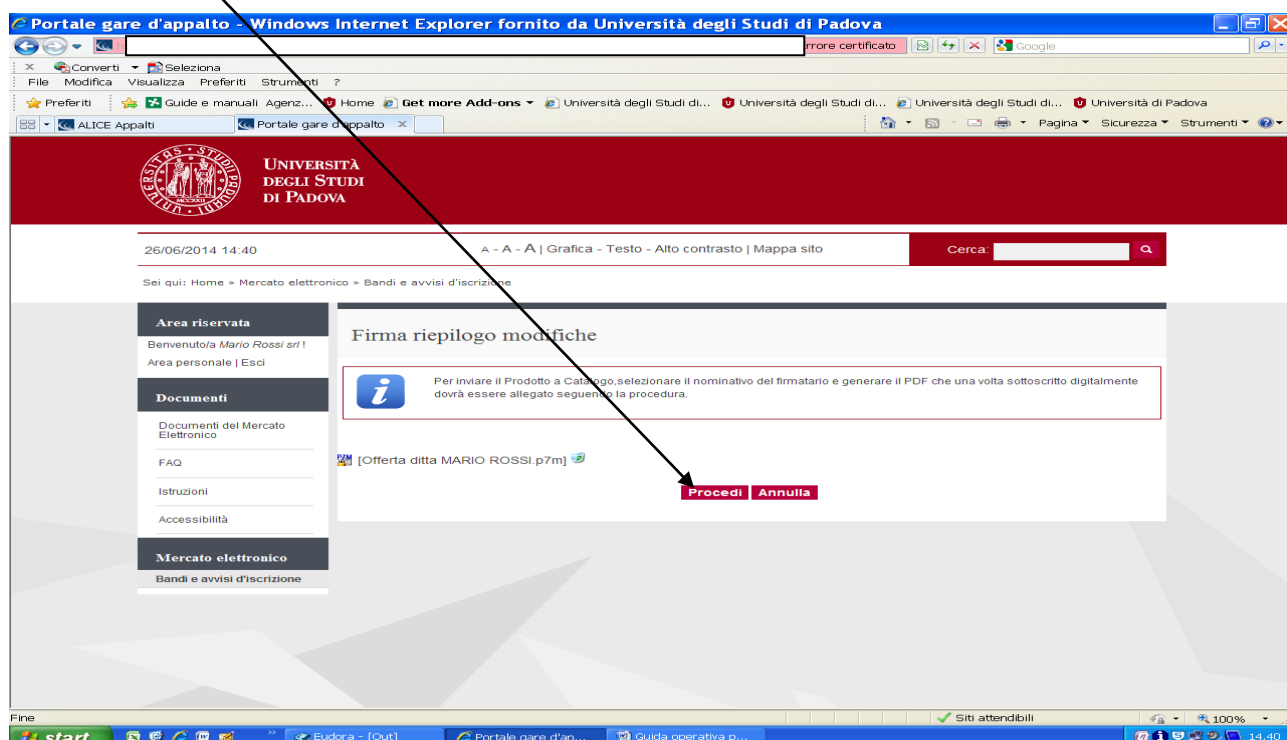 Portale gare d'appalto - Windows Internet Explorer fornito da Università degli Studi di Padova
rrore certificato
Google
Converti
Seleziona
File Modifica Visualizza Preferiti Strumenti ?
Preferiti
Guide e manuali Agenz...
Home
Get more Add-ons
Università degli Studi di...
Università degli Studi di...
Università degli Studi di...
Università di Padova
ALICE Appalti
Portale gare d'appalto
Pagina
Sicurezza
Strumenti
UNIVERSITÀ
DEGLI STUDI
DI PADOVA
26/06/2014 14:40
A - A - A | Grafica - Testo - Alto contrasto | Mappa sito
Cerca:
Sei qui: Home » Mercato elettronico » Bandi e avvisi d'iscrizione
Area riservata
Benvenuto/a Mario Rossi srl !
Area personale | Esci
Documenti
Documenti del Mercato
Elettronico
FAQ
Istruzioni
Accessibilità
Mercato elettronico
Bandi e avvisi d'iscrizione
Firma riepilogo modifiche
Per inviare il Prodotto a Catalogo,selezionare il nominativo del firmatario e generare il PDF che una volta sottoscritto digitalmente
dovrà essere allegato seguendo la procedura.
[Offerta ditta MARIO ROSSI.p7m]
Procedi
Annulla
Fine
Siti attendibili
100%
start
Eudora - [Out]
Portale gare d'ap...
Guida operativa p...
14.40